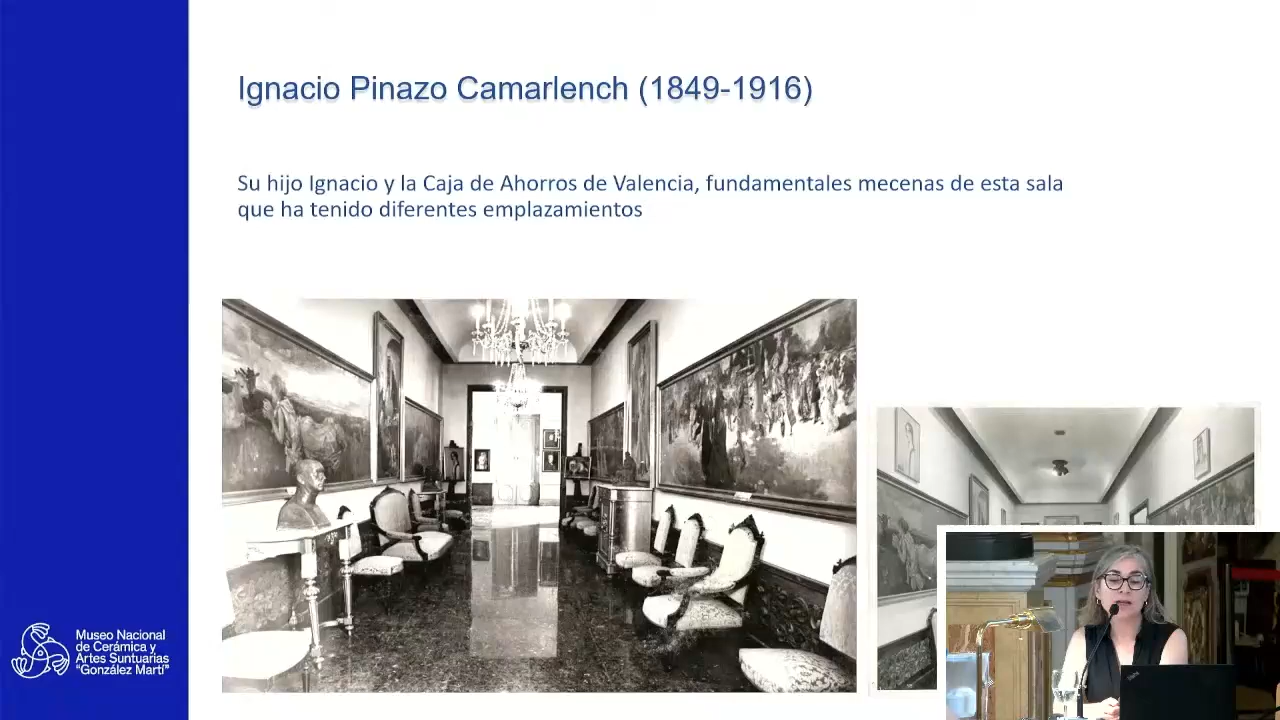 Ignacio Pinazo Camarlench (1849-1916)
Su hijo Ignacio y la Caja de Ahorros de Valencia, fundamentales mecenas de esta sala
que ha tenido diferentes emplazamientos
Museo Nacional
de Cerámica y
Artes Suntuarias
"González Martí"